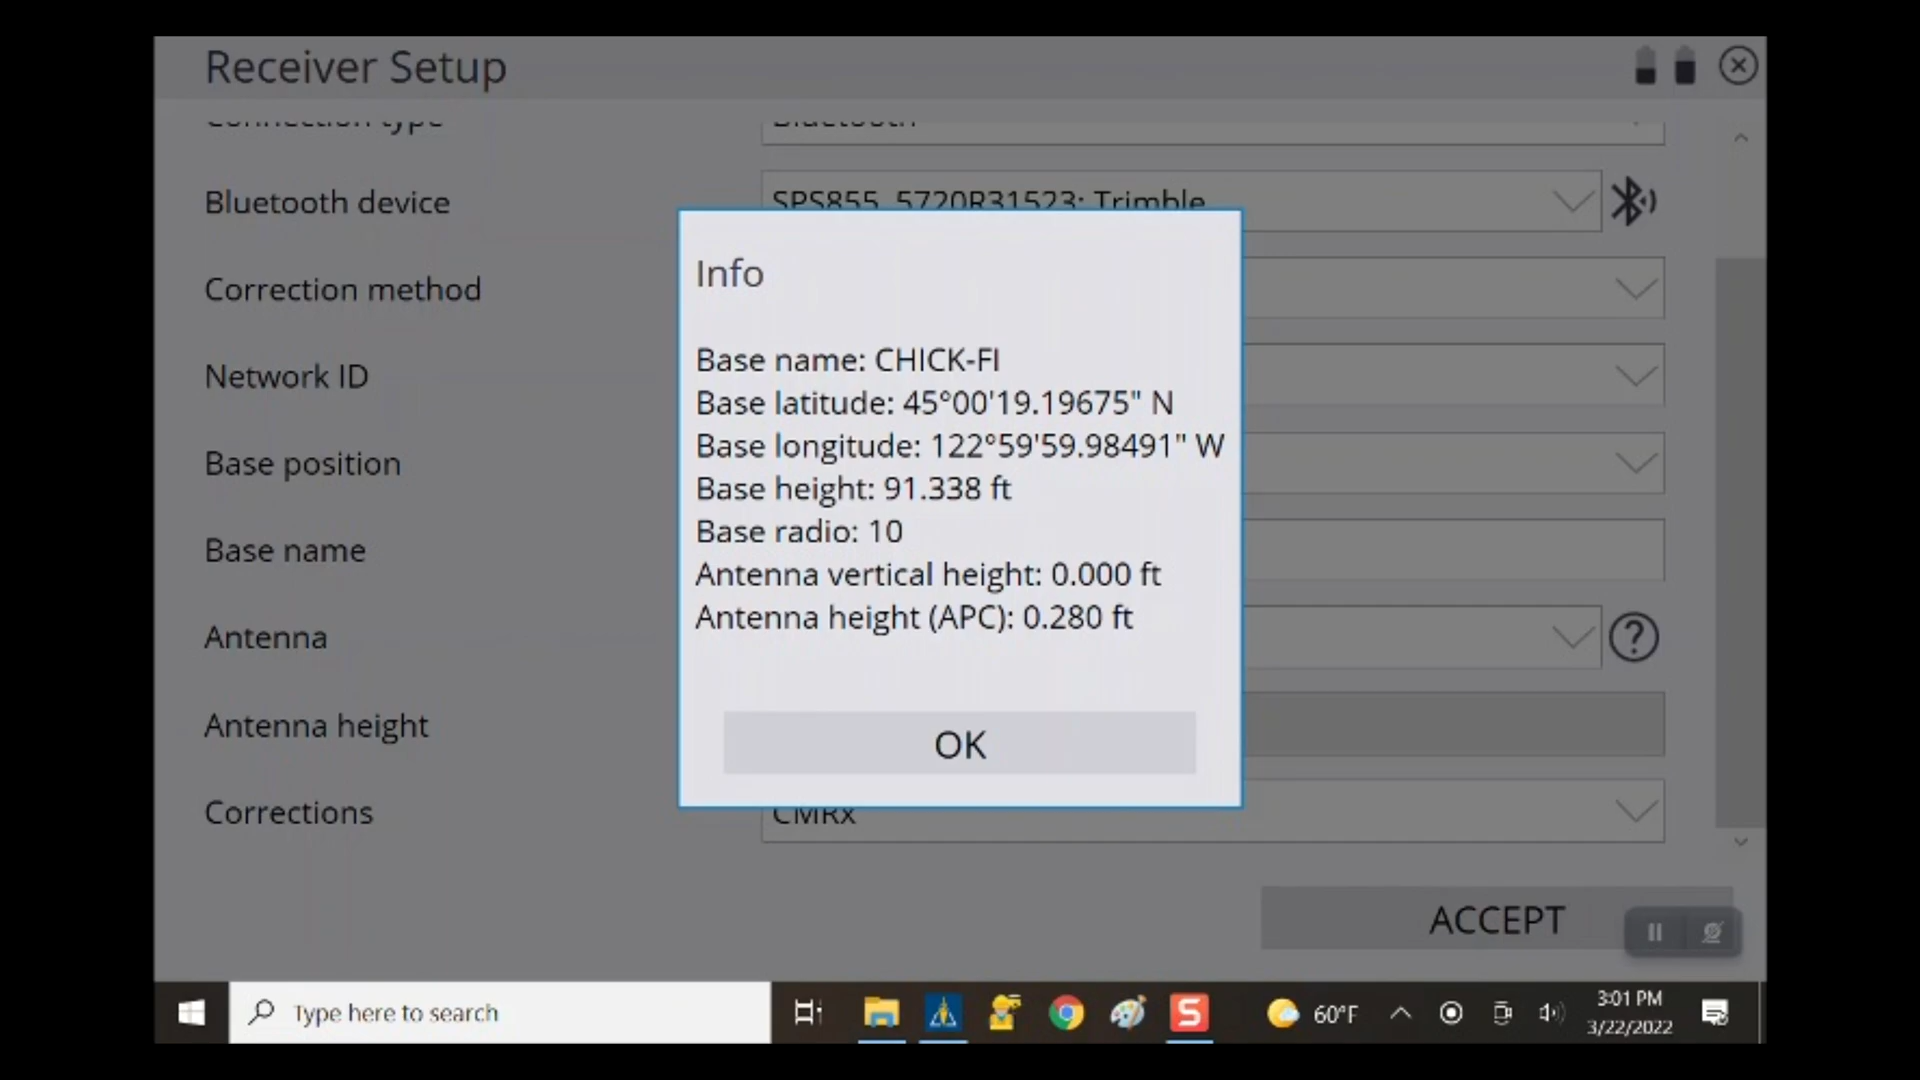 Receiver Setup
Connection type
Bluetooth
Bluetooth device
SPS855, 5720R31523: Trimble
Correction method
Network ID
Base position
Base name
Antenna
Antenna height
Corrections
CMRx
Info
Base name: CHICK-FI
Base latitude: 45°00'19.19675" N
Base longitude: 122°59'59.98491" W
Base height: 91.338 ft
Base radio: 10
Antenna vertical height: 0.000 ft
Antenna height (APC): 0.280 ft
OK
ACCEPT
Type here to search
S
60°F
3:01 PM
3/22/2022